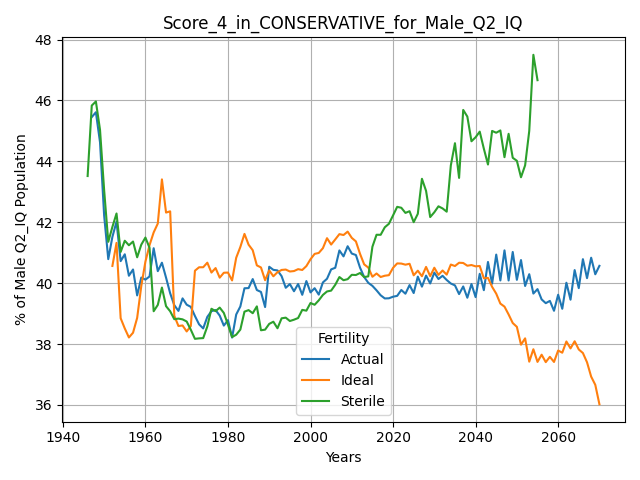 Score_4_in_CONSERVATIVE_for_Male_Q2_IQ
% of Male Q2_IQ Population
48
46
44
42
40
38
36
Fertility
Actual
Ideal
Sterile
1940 1960 1980 2000 2020 2040 2060
Years